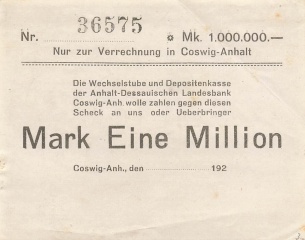 Nr. 36575 ✡ Mk. 1.000.000.—
Nur zur Verrechnung in Coswig-Anhalt
Die Wechselstube und Depositenkasse
der Anhalt-Dessauischen Landesbank
Coswig-Anh. wolle zahlen gegen diesen
Scheck an uns oder Ueberbringer
Mark Eine Million
Coswig-Anh., den 192